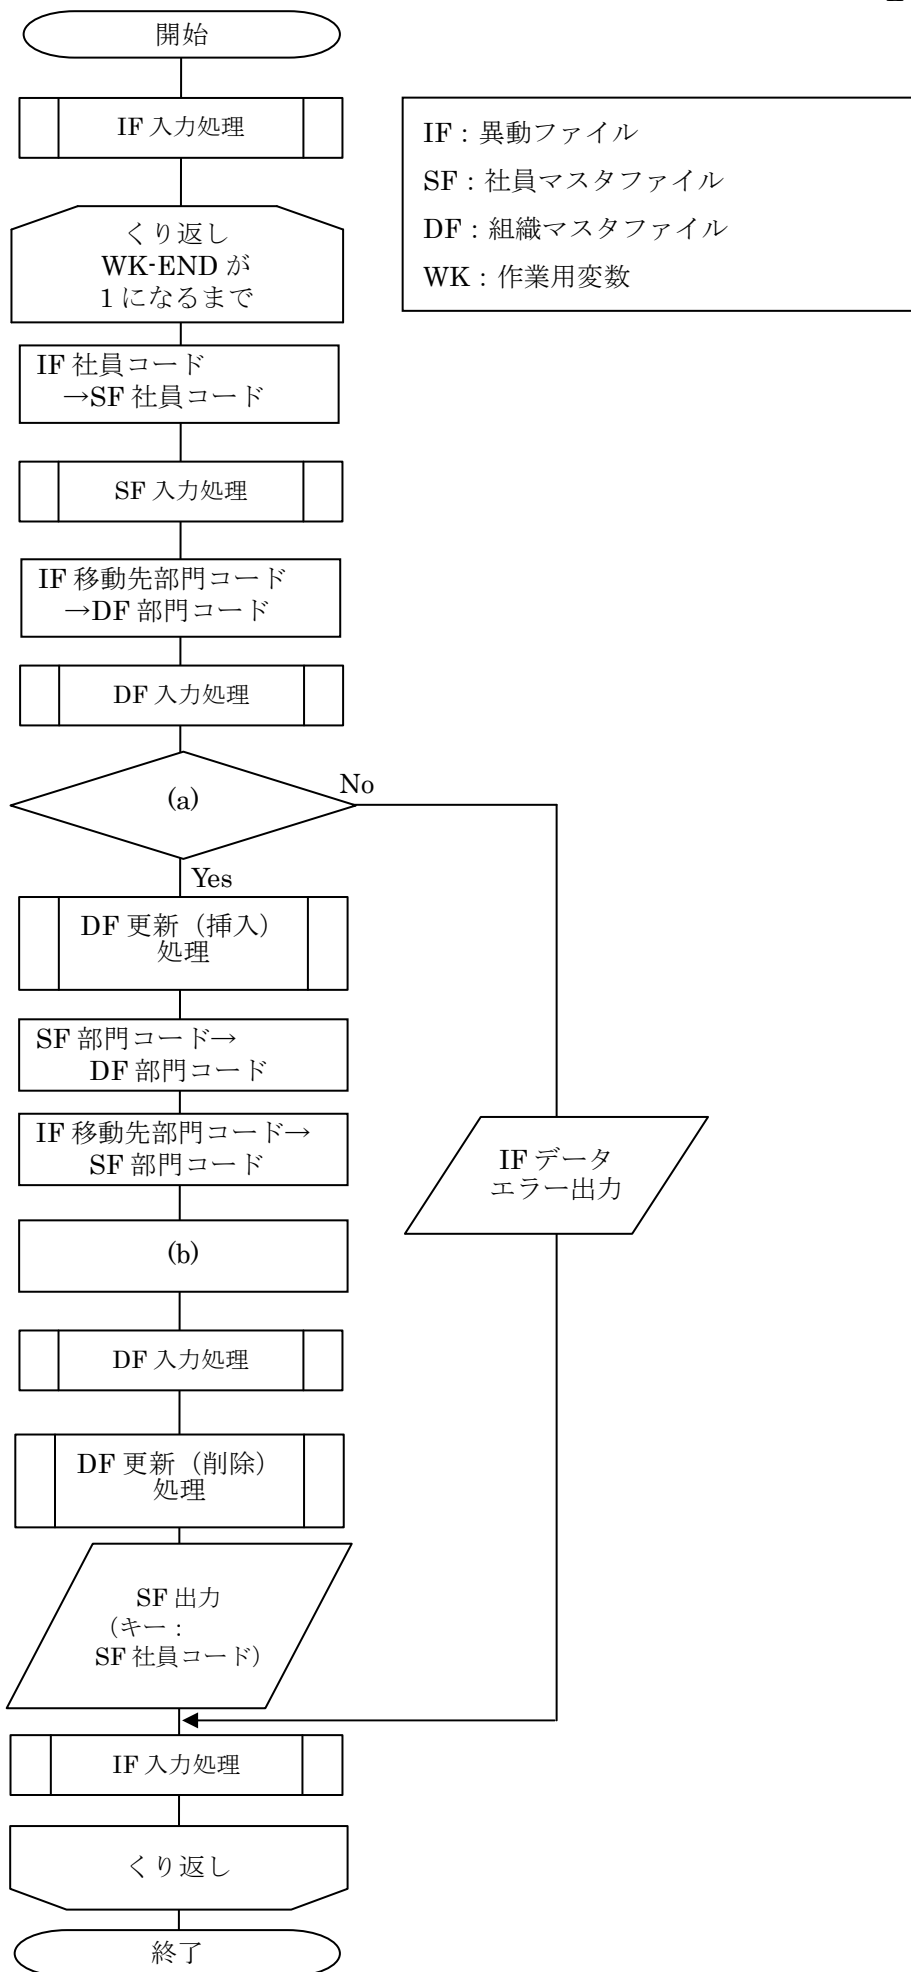 開始
IF 入力処理
IF：異動ファイル
SF：社員マスタファイル
DF：組織マスタファイル
WK：作業用変数
くり返し
WK-END が
1 になるまで
IF 社員コード
→SF 社員コード
SF 入力処理
IF 移動先部門コード
→DF 部門コード
DF 入力処理
(a)
No
Yes
DF 更新（挿入）
処理
SF 部門コード→
DF 部門コード
IF 移動先部門コード→
SF 部門コード
IF データ
エラー出力
(b)
DF 入力処理
DF 更新（削除）
処理
SF 出力
（キー：
SF 社員コード）
IF 入力処理
くり返し
終了